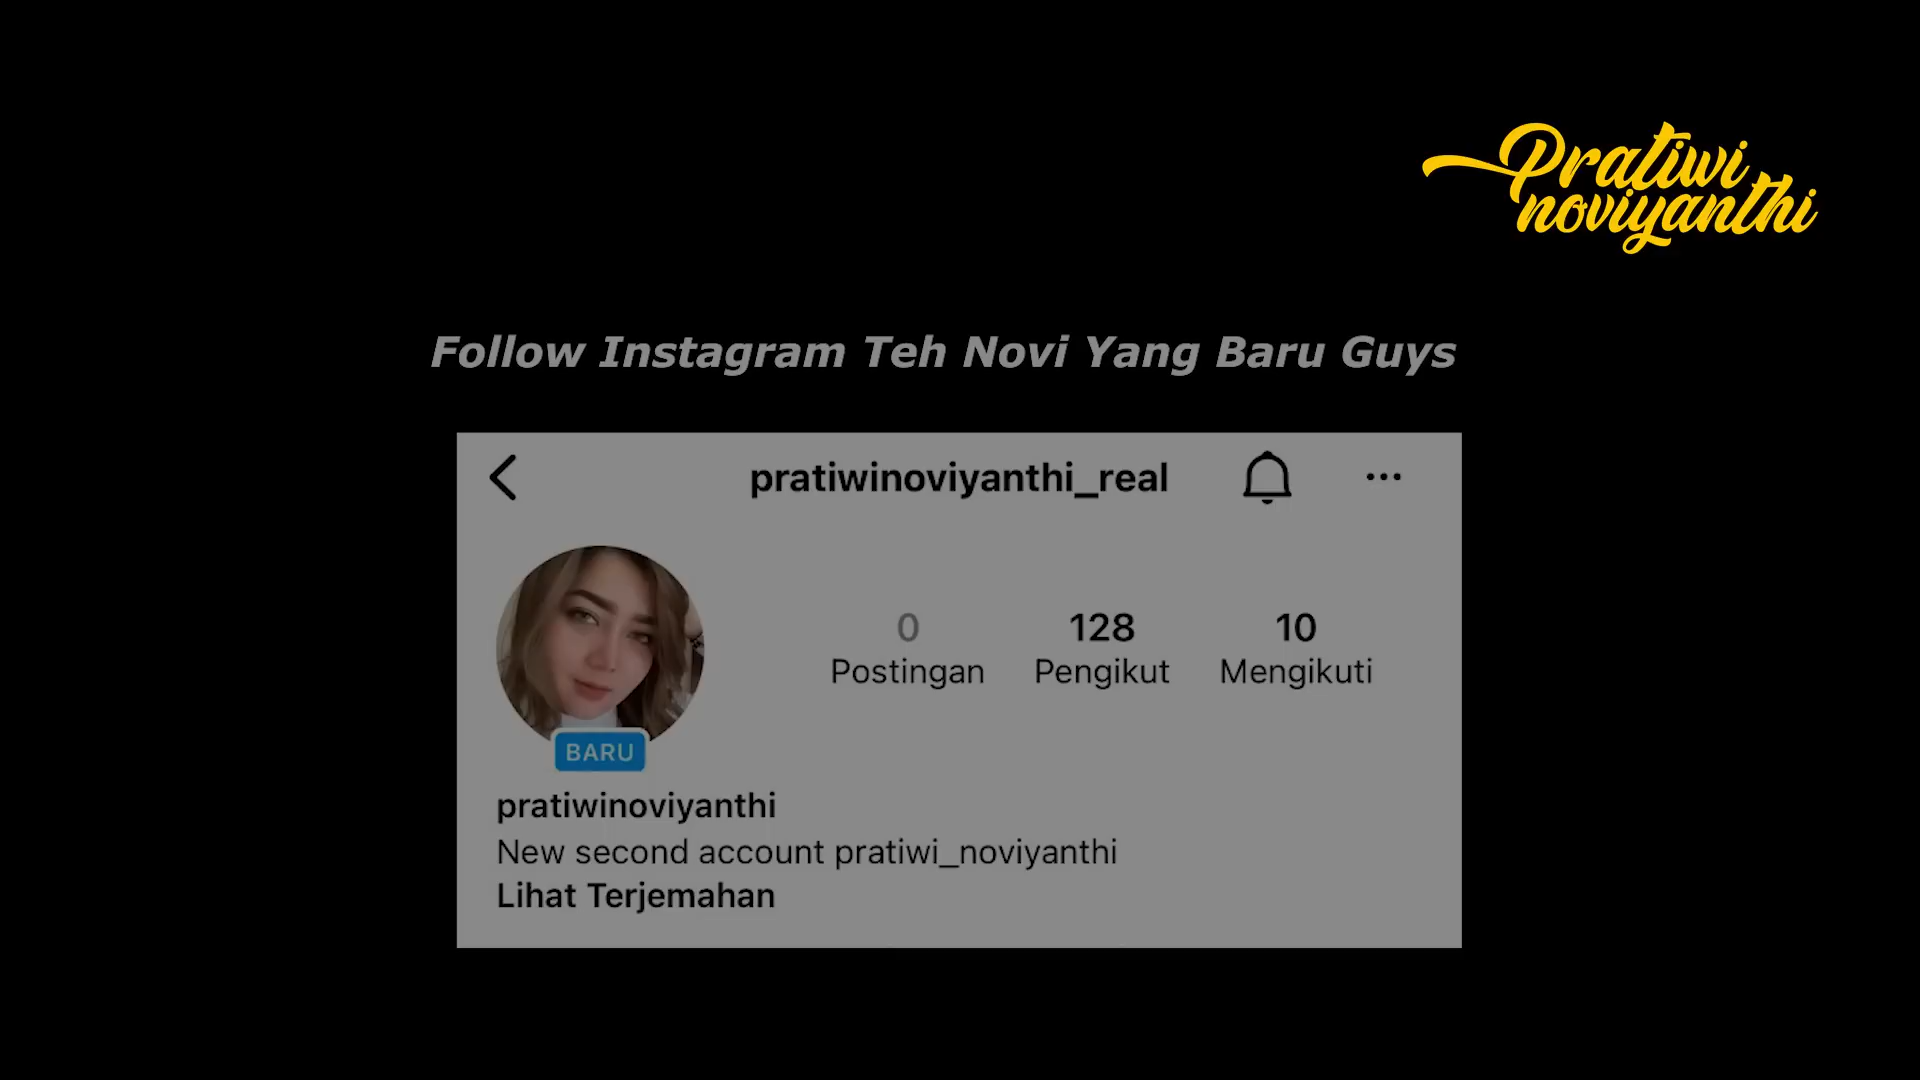 Pratiwi
noviyanthi
Follow Instagram Teh Novi Yang Baru Guys
pratiwinoviyanthi_real
0 128 10
Postingan Pengikut Mengikuti
BARU
pratiwinoviyanthi
New second account pratiwi_noviyanthi
Lihat Terjemahan